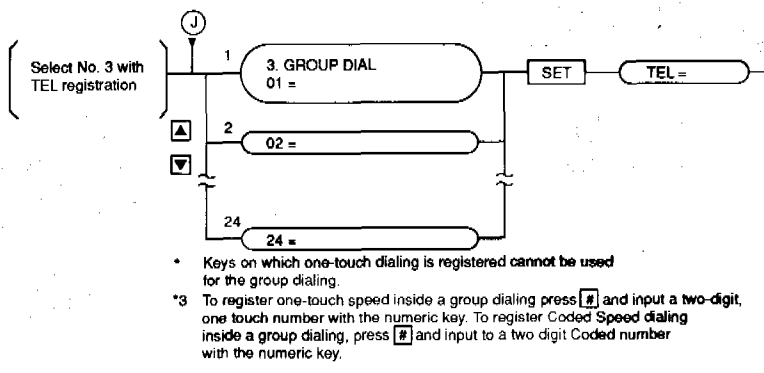 J
Select No. 3 with
TEL registration
1
3. GROUP DIAL
01 =
SET
TEL =
▲
2
02 =
▼
24
24 =
* Keys on which one-touch dialing is registered cannot be used
for the group dialing.
*3 To register one-touch speed inside a group dialing press # and input a two-digit,
one touch number with the numeric key. To register Coded Speed dialing
inside a group dialing, press # and input to a two digit Coded number
with the numeric key.